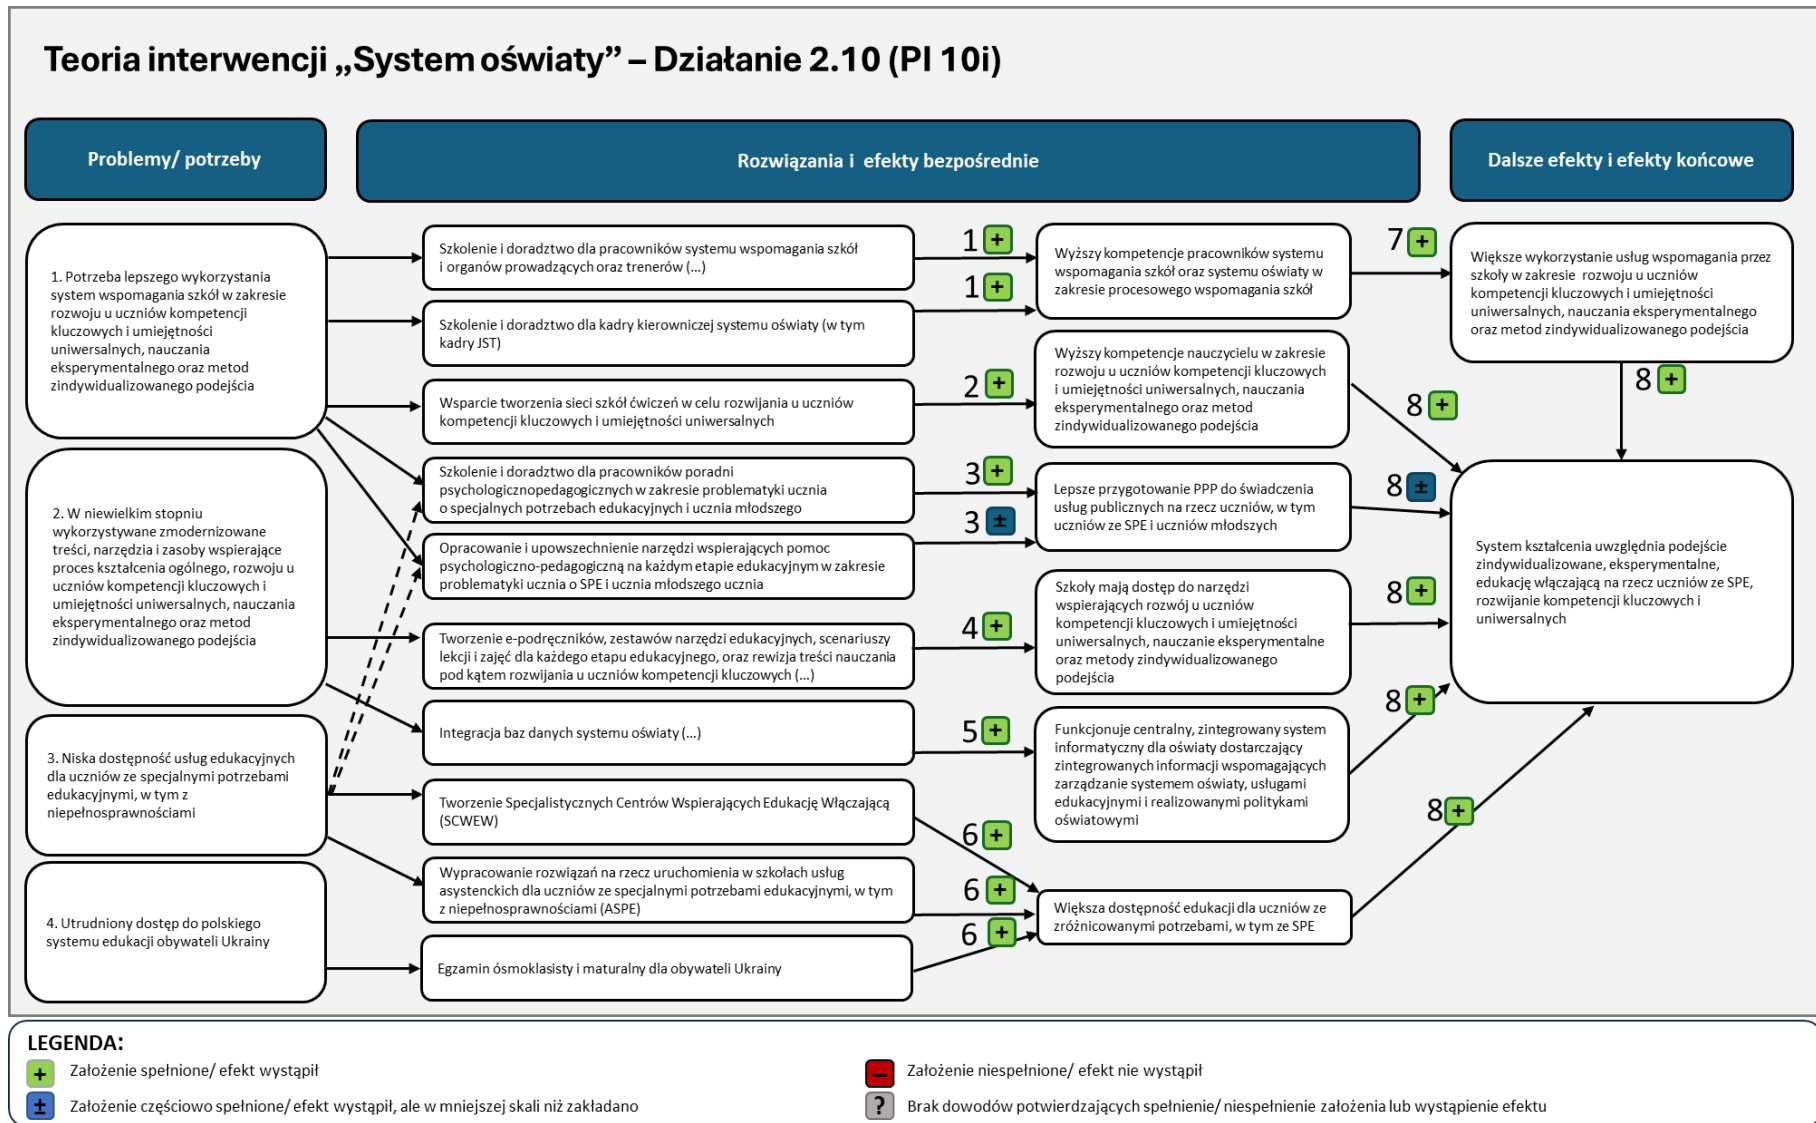 Teoria interwencji „System oświaty” – Działanie 2.10 (PI 10i)
Problemy/ potrzeby
Rozwiązania i efekty bezpośrednie
Dalsze efekty i efekty końcowe
1. Potrzeba lepszego wykorzystania
system wspomagania szkół w zakresie
rozwoju u uczniów kompetencji
kluczowych i umiejętności
uniwersalnych, nauczania
eksperymentalnego oraz metod
zindywidualizowanego podejścia
2. W niewielkim stopniu
wykorzystywane zmodernizowane
treści, narzędzia i zasoby wspierające
proces kształcenia ogólnego, rozwoju u
uczniów kompetencji kluczowych i
umiejętności uniwersalnych, nauczania
eksperymentalnego oraz metod
zindywidualizowanego podejścia
3. Niska dostępność usług edukacyjnych
dla uczniów ze specjalnymi potrzebami
edukacyjnymi, w tym z
niepełnosprawnościami
4. Utrudniony dostęp do polskiego
systemu edukacji obywateli Ukrainy
Szkolenie i doradztwo dla pracowników systemu wspomagania szkół
i organów prowadzących oraz trenerów (...)
Szkolenie i doradztwo dla kadry kierowniczej systemu oświaty (w tym
kadry JST)
Wsparcie tworzenia sieci szkół ćwiczeń w celu rozwijania u uczniów
kompetencji kluczowych i umiejętności uniwersalnych
Szkolenie i doradztwo dla pracowników poradni
psychologicznopedagogicznych w zakresie problematyki ucznia
o specjalnych potrzebach edukacyjnych i ucznia młodszego
Opracowanie i upowszechnienie narzędzi wspierających pomoc
psychologiczno-pedagogiczną na każdym etapie edukacyjnym w zakresie
problematyki ucznia o SPE i ucznia młodszego ucznia
Tworzenie e-podręczników, zestawów narzędzi edukacyjnych, scenariuszy
lekcji i zajęć dla każdego etapu edukacyjnego, oraz rewizja treści nauczania
pod kątem rozwijania u uczniów kompetencji kluczowych (...)
Integracja baz danych systemu oświaty (...)
Tworzenie Specjalistycznych Centrów Wspierających Edukację Włączającą
(SCWEW)
Wypracowanie rozwiązań na rzecz uruchomienia w szkołach usług
asystenckich dla uczniów ze specjalnymi potrzebami edukacyjnymi, w tym
z niepełnosprawnościami (ASPE)
Egzamin ósmoklasisty i maturalny dla obywateli Ukrainy
1 +
1 +
2 +
3 +
3 ±
4 +
5 +
6 +
6 +
6 +
Wyższy kompetencje pracowników systemu
wspomagania szkół oraz systemu oświaty w
zakresie procesowego wspomagania szkół
Wyższy kompetencje nauczycielu w zakresie
rozwoju u uczniów kompetencji kluczowych
i umiejętności uniwersalnych, nauczania
eksperymentalnego oraz metod
zindywidualizowanego podejścia
Lepsze przygotowanie PPP do świadczenia
usług publicznych na rzecz uczniów, w tym
uczniów ze SPE i uczniów młodszych
Szkoły mają dostęp do narzędzi
wspierających rozwój u uczniów
kompetencji kluczowych i umiejętności
uniwersalnych, nauczanie eksperymentalne
oraz metody zindywidualizowanego
podejścia
Funkcjonuje centralny, zintegrowany system
informatyczny dla oświaty dostarczający
zintegrowanych informacji wspomagających
zarządzanie systemem oświaty, usługami
edukacyjnymi i realizowanymi politykami
oświatowymi
Większa dostępność edukacji dla uczniów ze
zróżnicowanymi potrzebami, w tym ze SPE
7 +
8 +
8 +
8 ±
8 +
8 +
8 +
Większe wykorzystanie usług wspomagania przez
szkoły w zakresie rozwoju u uczniów
kompetencji kluczowych i umiejętności
uniwersalnych, nauczania eksperymentalnego
oraz metod zindywidualizowanego podejścia
System kształcenia uwzględnia podejście
zindywidualizowane, eksperymentalne,
edukację włączającą na rzecz uczniów ze SPE,
rozwijanie kompetencji kluczowych i
uniwersalnych
LEGENDA:
+ Założenie spełnione/ efekt wystąpił
± Założenie częściowo spełnione/ efekt wystąpił, ale w mniejszej skali niż zakładano
– Założenie niespełnione/ efekt nie wystąpił
? Brak dowodów potwierdzających spełnienie/ niespełnienie założenia lub wystąpienie efektu